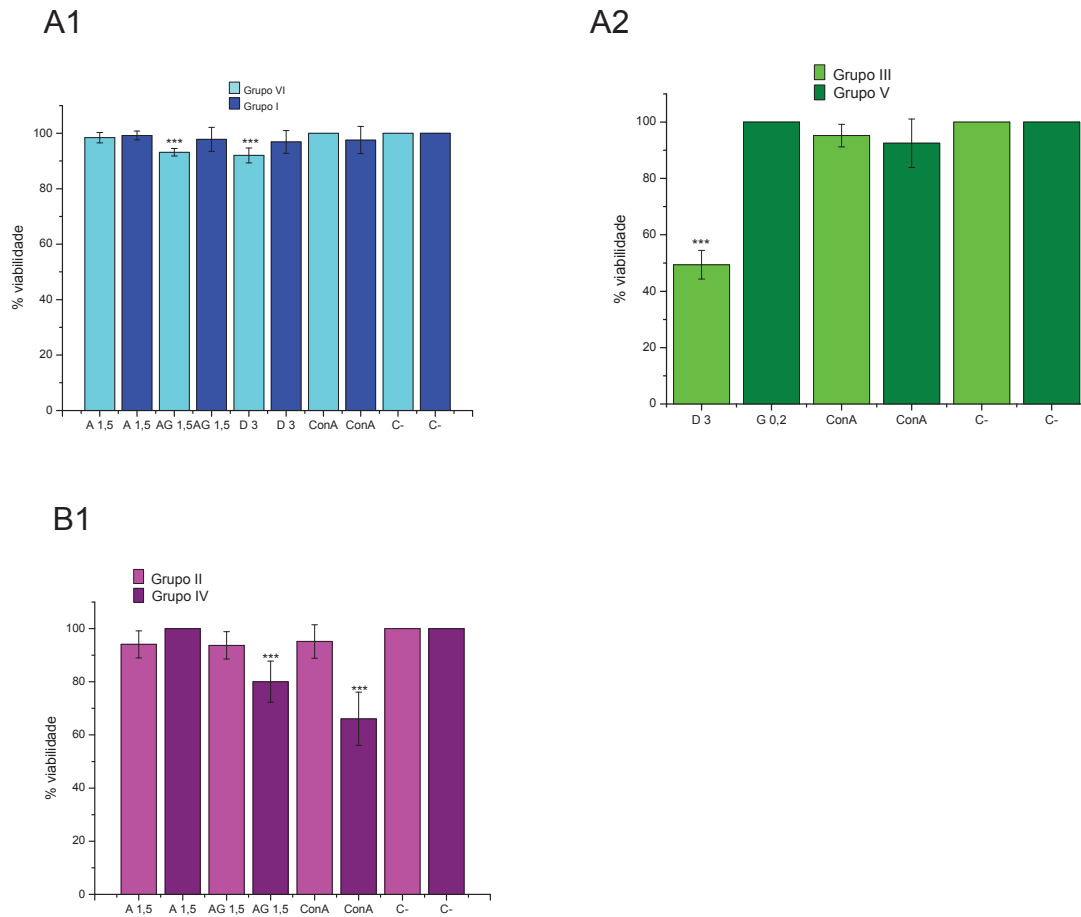 A1
Grupo VI
Grupo I
***
***
100
80
60
40
20
0
% viabilidade
A 1,5 A 1,5 AG 1,5 AG 1,5 D 3 D 3 ConA ConA C- C-
A2
Grupo III
Grupo V
***
100
80
60
40
20
0
% viabilidade
D 3 G 0,2 ConA ConA C- C-
B1
Grupo II
Grupo IV
***
***
100
80
60
40
20
0
% viabilidade
A 1,5 A 1,5 AG 1,5 AG 1,5 ConA ConA C- C-